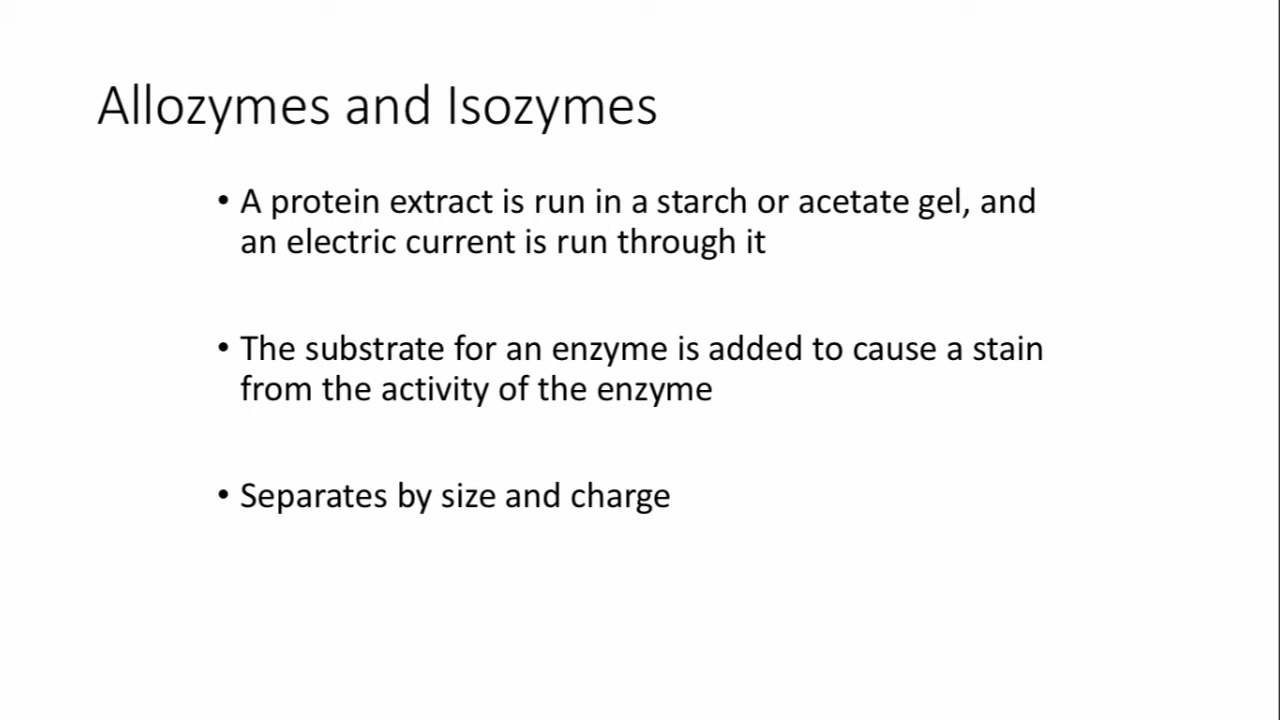 Allozymes and Isozymes
• A protein extract is run in a starch or acetate gel, and
an electric current is run through it
• The substrate for an enzyme is added to cause a stain
from the activity of the enzyme
• Separates by size and charge